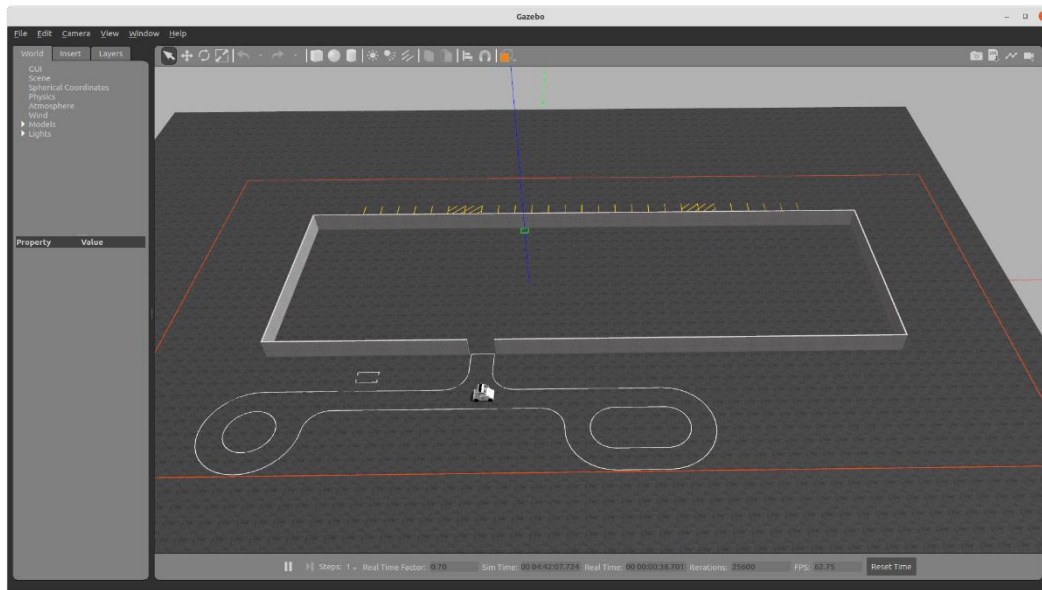 Gazebo
File Edit Camera View Window Help
World Insert Layers
GUI
Scene
Spherical Coordinates
Physics
Atmosphere
Wind
Models
Lights
Property Value
Steps: 1 Real Time Factor: 0.70 Sim Time: 00 04:42:07.724 Real Time: 00 00:00:38.701 Iterations: 25600 FPS: 62.75 Reset Time